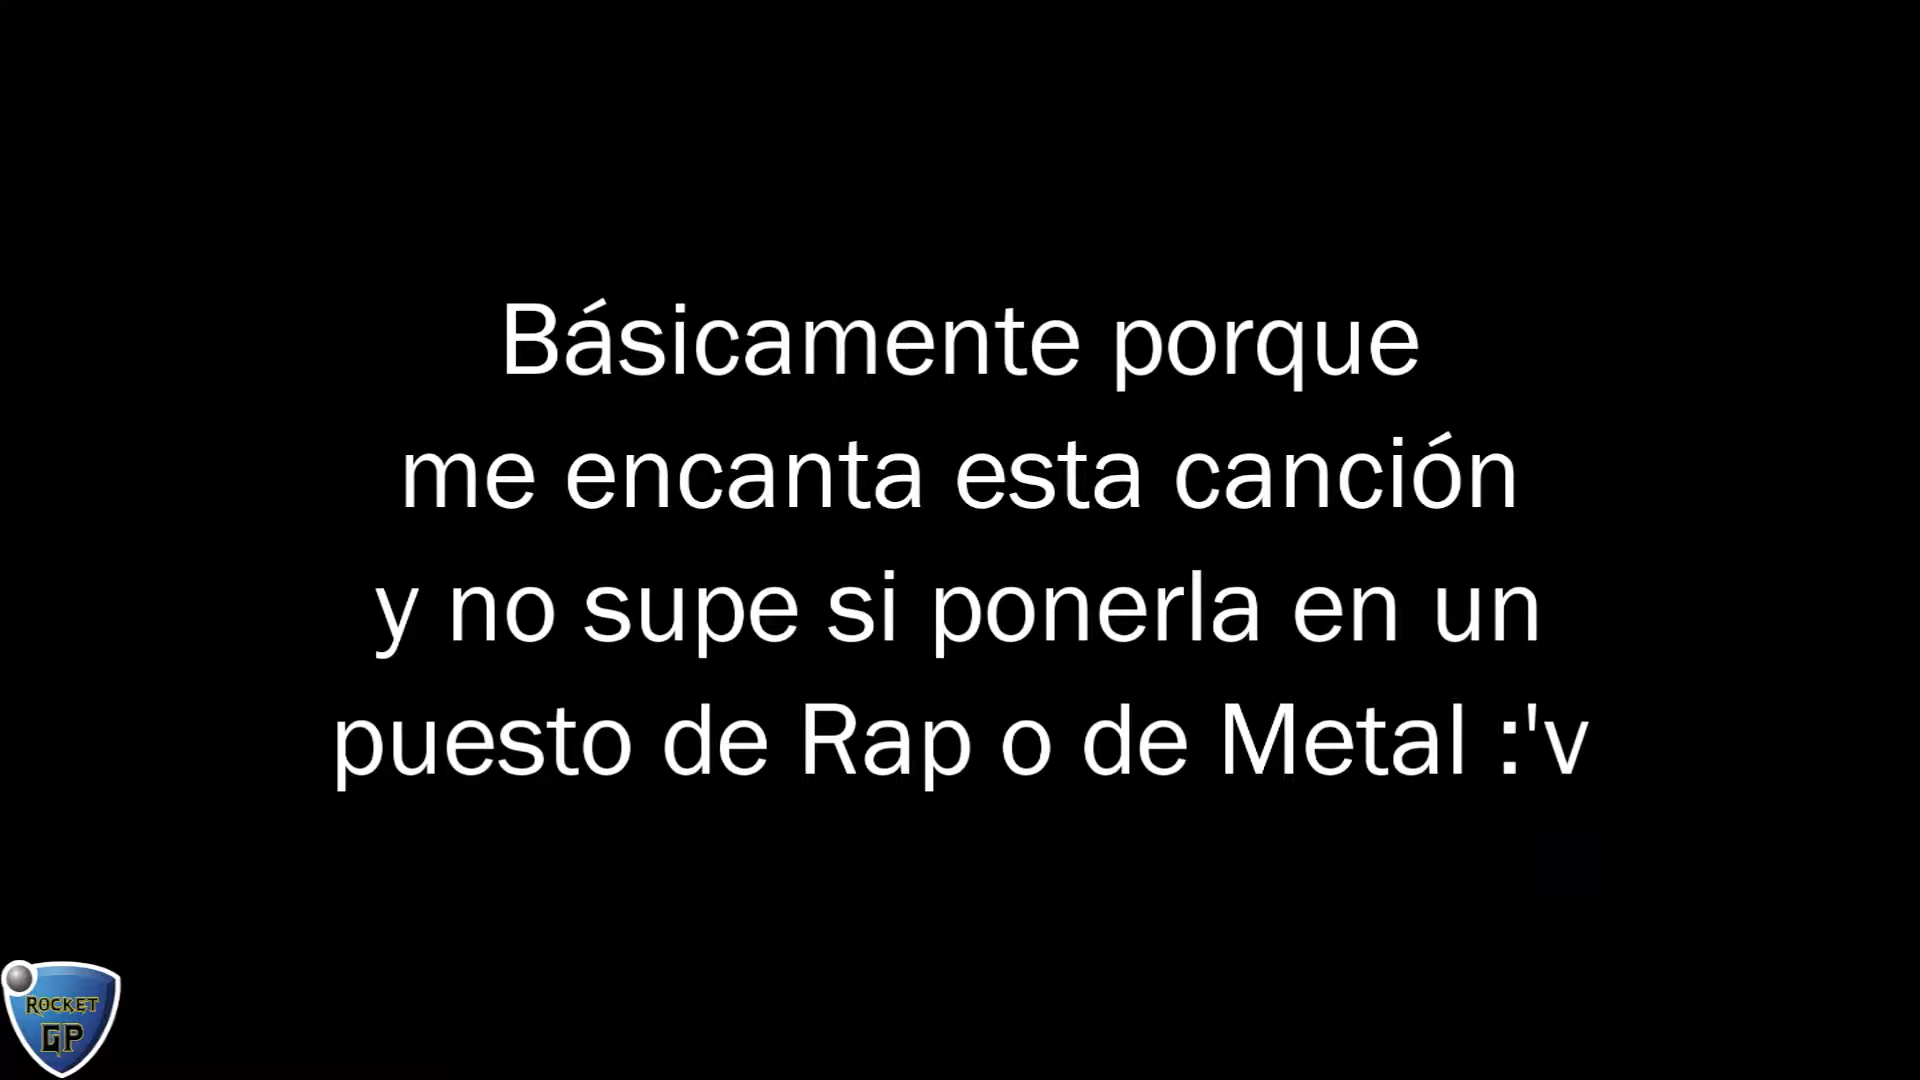 Básicamente porque
me encanta esta canción
y no supe si ponerla en un
puesto de Rap o de Metal :'v
ROCKET
GP